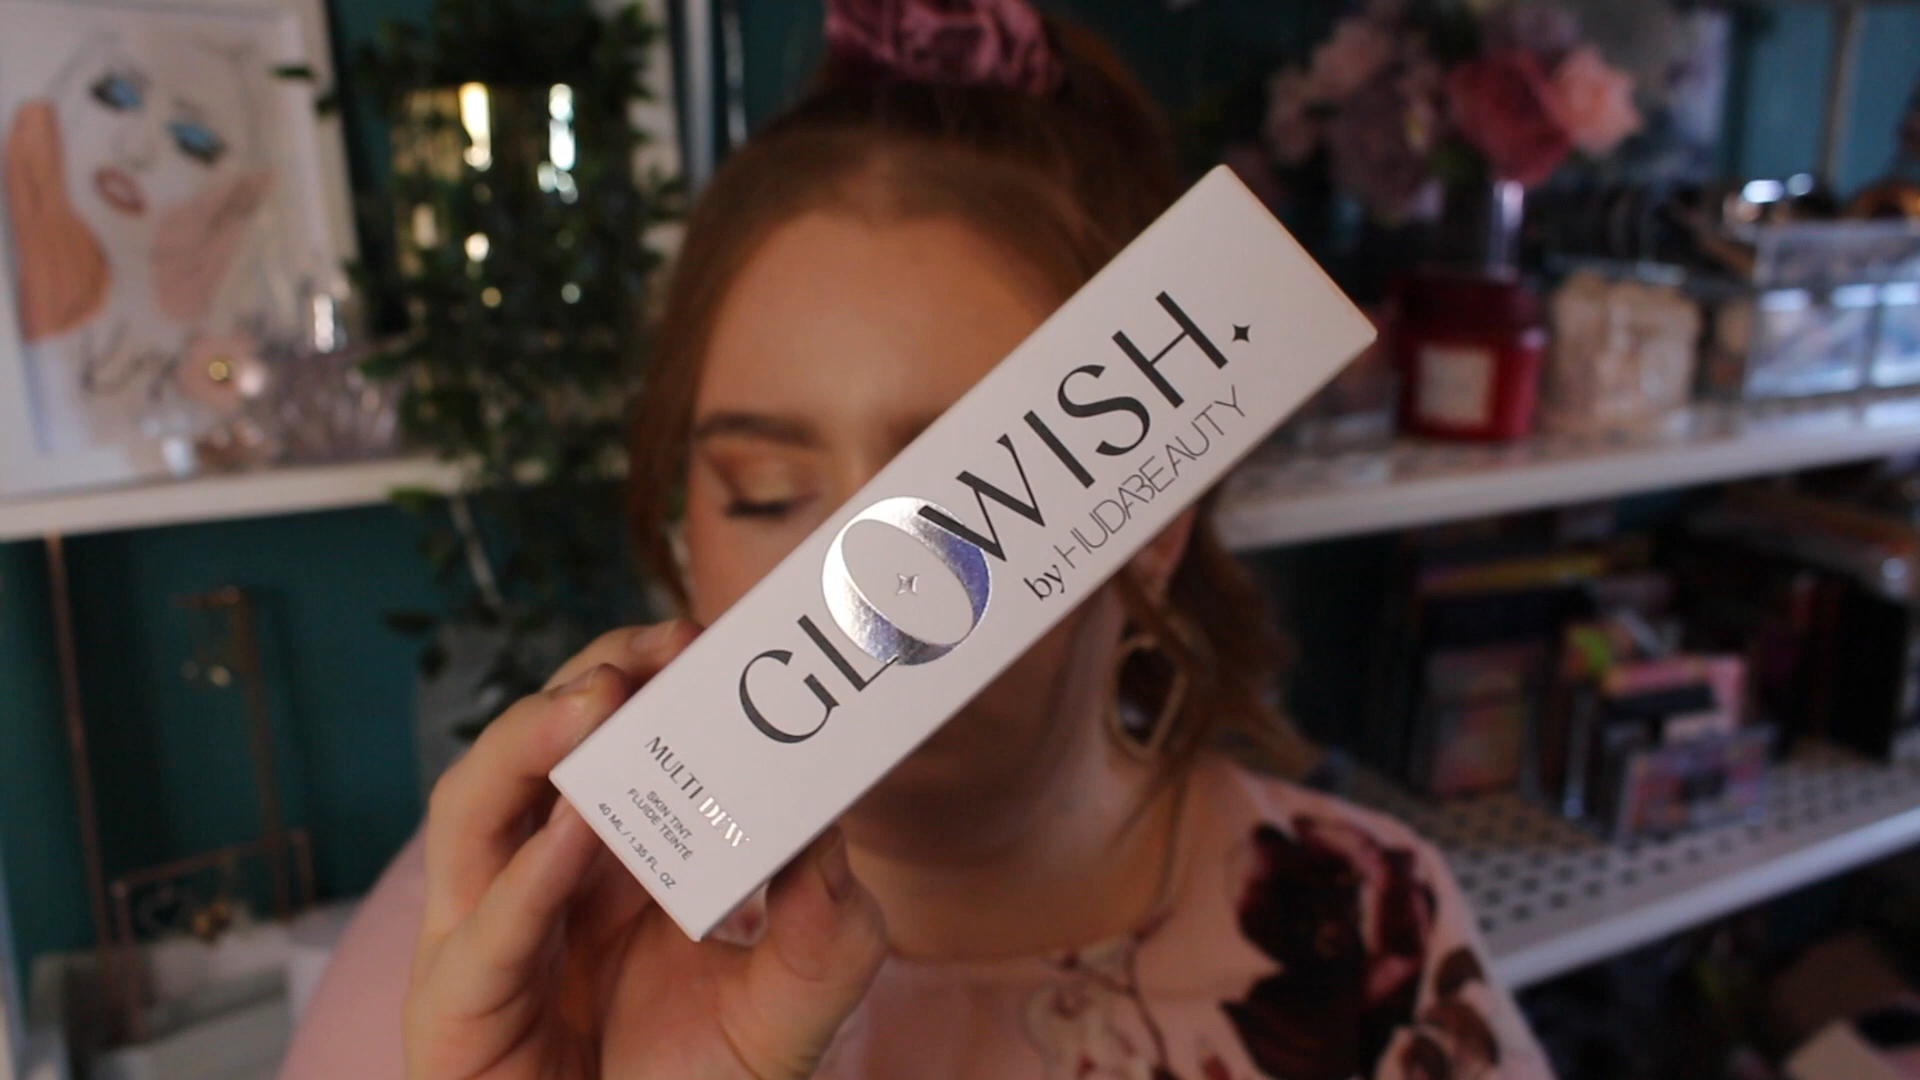 GLOWISH.
by HUDABEAUTY
MULTI DEW
SKIN TINT
FLUIDE TEINTÉ
40 ML / 1.35 FL. OZ